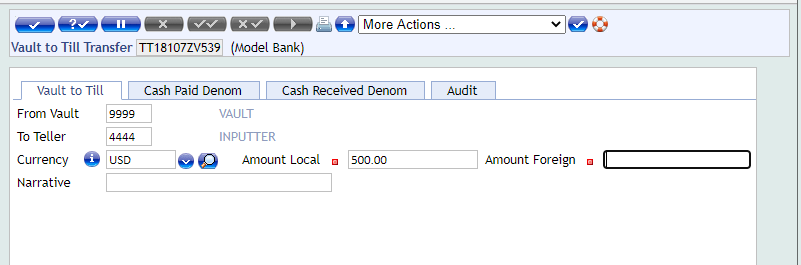 More Actions ...
Vault to Till Transfer TT18107ZV539 (Model Bank)
Vault to Till Cash Paid Denom Cash Received Denom Audit
From Vault 9999 VAULT
To Teller 4444 INPUTTER
Currency USD Amount Local 500.00 Amount Foreign
Narrative